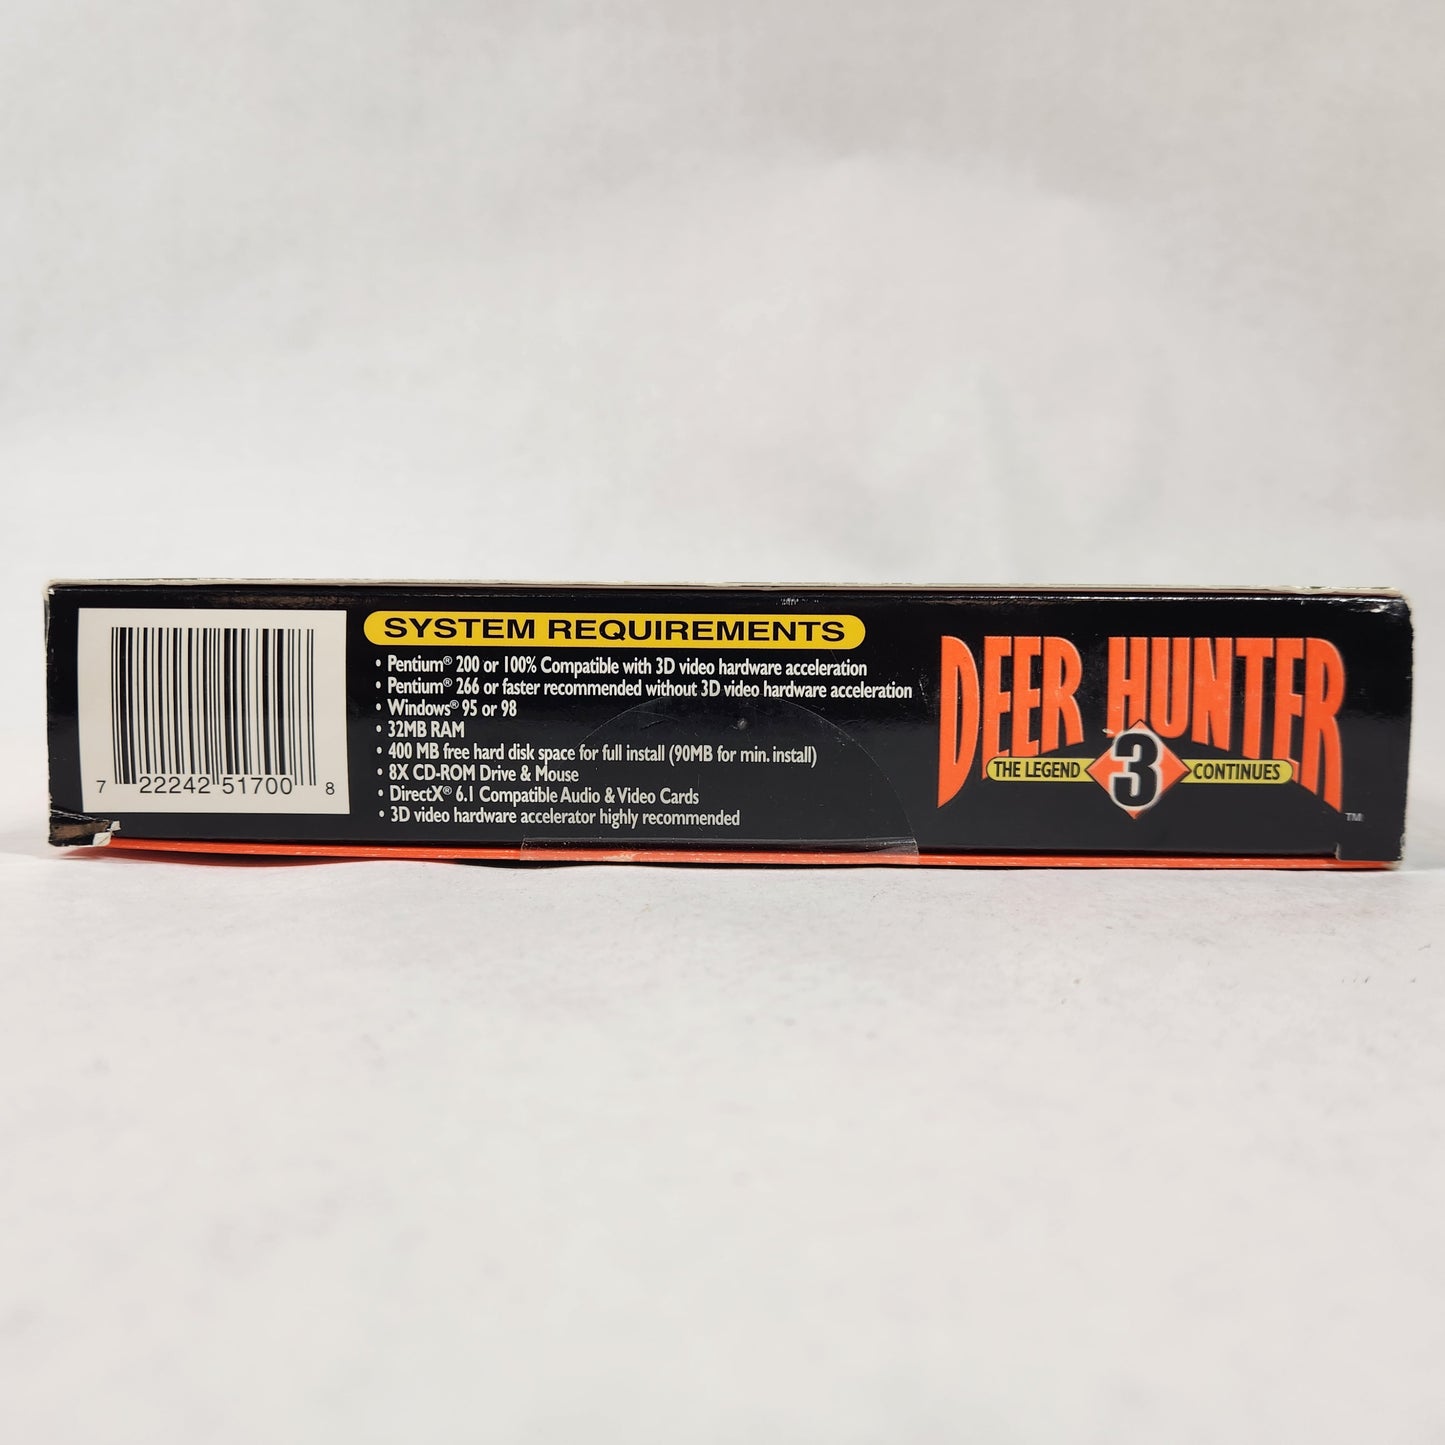 7 22242 51700 8
SYSTEM REQUIREMENTS
• Pentium® 200 or 100% Compatible with 3D video hardware acceleration
• Pentium® 266 or faster recommended without 3D video hardware acceleration
• Windows® 95 or 98
• 32MB RAM
• 400 MB free hard disk space for full install (90MB for min. install)
• 8X CD-ROM Drive & Mouse
• DirectX® 6.1 Compatible Audio & Video Cards
• 3D video hardware accelerator highly recommended
DEER HUNTER
THE LEGEND 3 CONTINUES
™